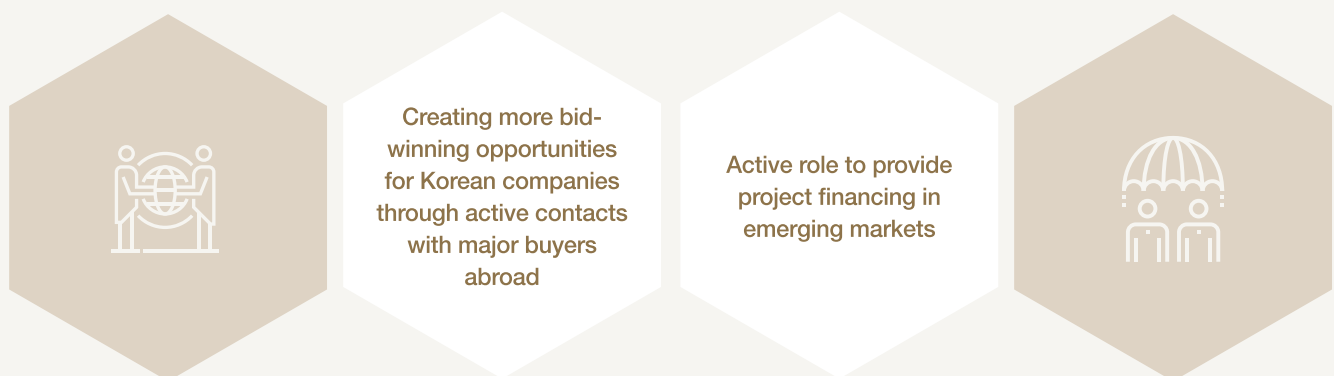 Creating more bid-
winning opportunities
for Korean companies
through active contacts
with major buyers
abroad
Active role to provide
project financing in
emerging markets